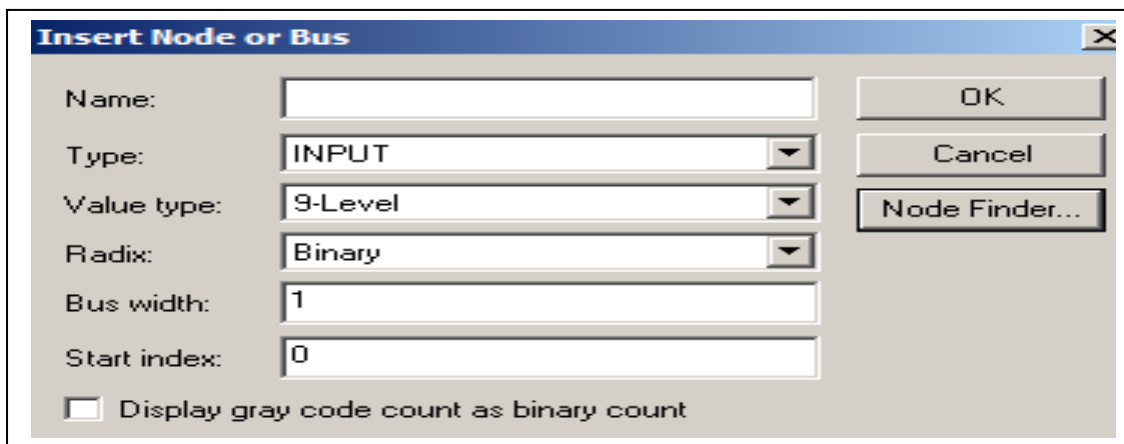 Insert Node or Bus
Name:
OK
Type: INPUT
Cancel
Value type: 9-Level
Node Finder...
Radix: Binary
Bus width: 1
Start index: 0
Display gray code count as binary count